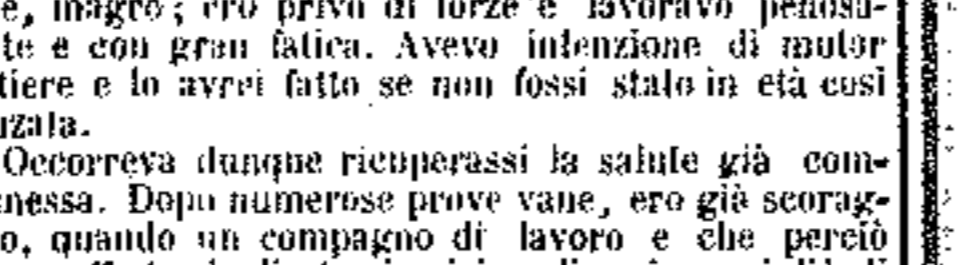 e, magro; ero privo di forze e lavoravo penosa-
te e con gran fatica. Avevo intenzione di mutar
tiere e lo avrei fatto se non fossi stato in età così
nzata.
Occorreva dunque ricuperassi la salute già com-
messa. Dopo numerose prove vane, ero già scorag-
o, quando un compagno di lavoro e che perciò